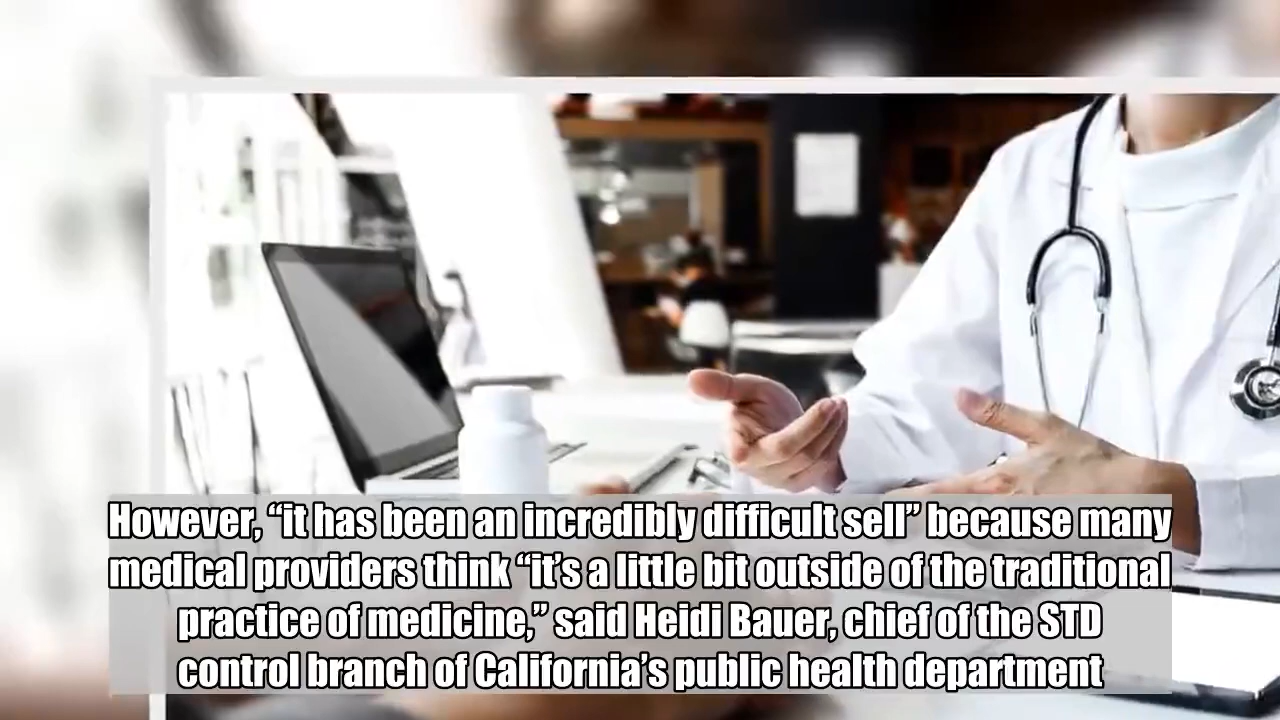 However, “it has been an incredibly difficult sell” because many
medical providers think “it’s a little bit outside of the traditional
practice of medicine,” said Heidi Bauer, chief of the STD
control branch of California’s public health department